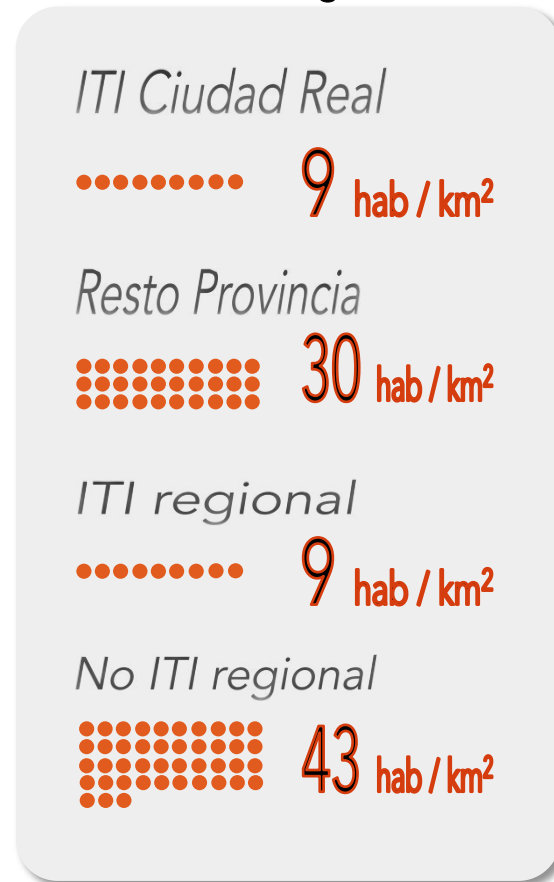 ITI Ciudad Real
9 hab / km²
Resto Provincia
30 hab / km²
ITI regional
9 hab / km²
No ITI regional
43 hab / km²